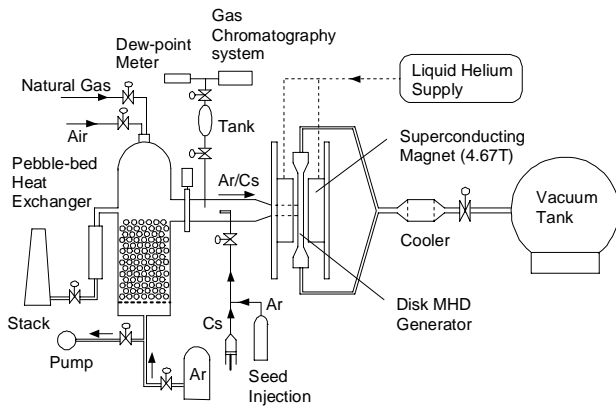 Gas
Chromatography
system
Dew-point
Meter
Natural Gas
Air
Tank
Liquid Helium
Supply
Pebble-bed
Heat
Exchanger
Ar/Cs
Superconducting
Magnet (4.67T)
Vacuum
Tank
Cooler
Disk MHD
Generator
Stack
Pump
Ar
Cs
Ar
Seed
Injection